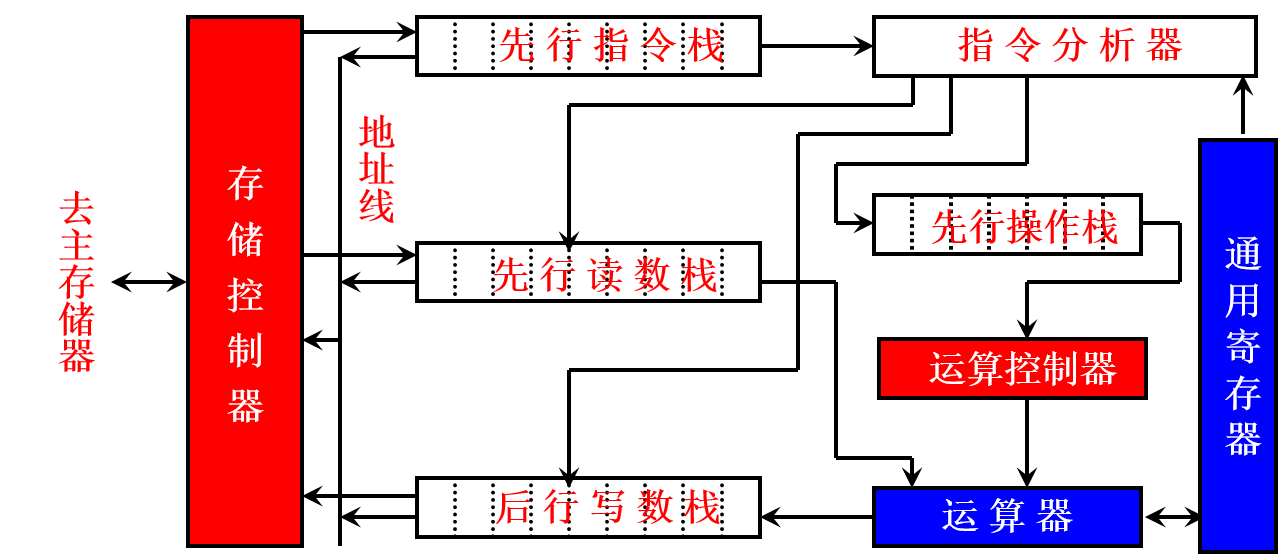 先行指令栈
指令分析器
地址线
存储控制器
去主存储器
先行操作栈
先行读数栈
通用寄存器
运算控制器
后行写数栈
运算器